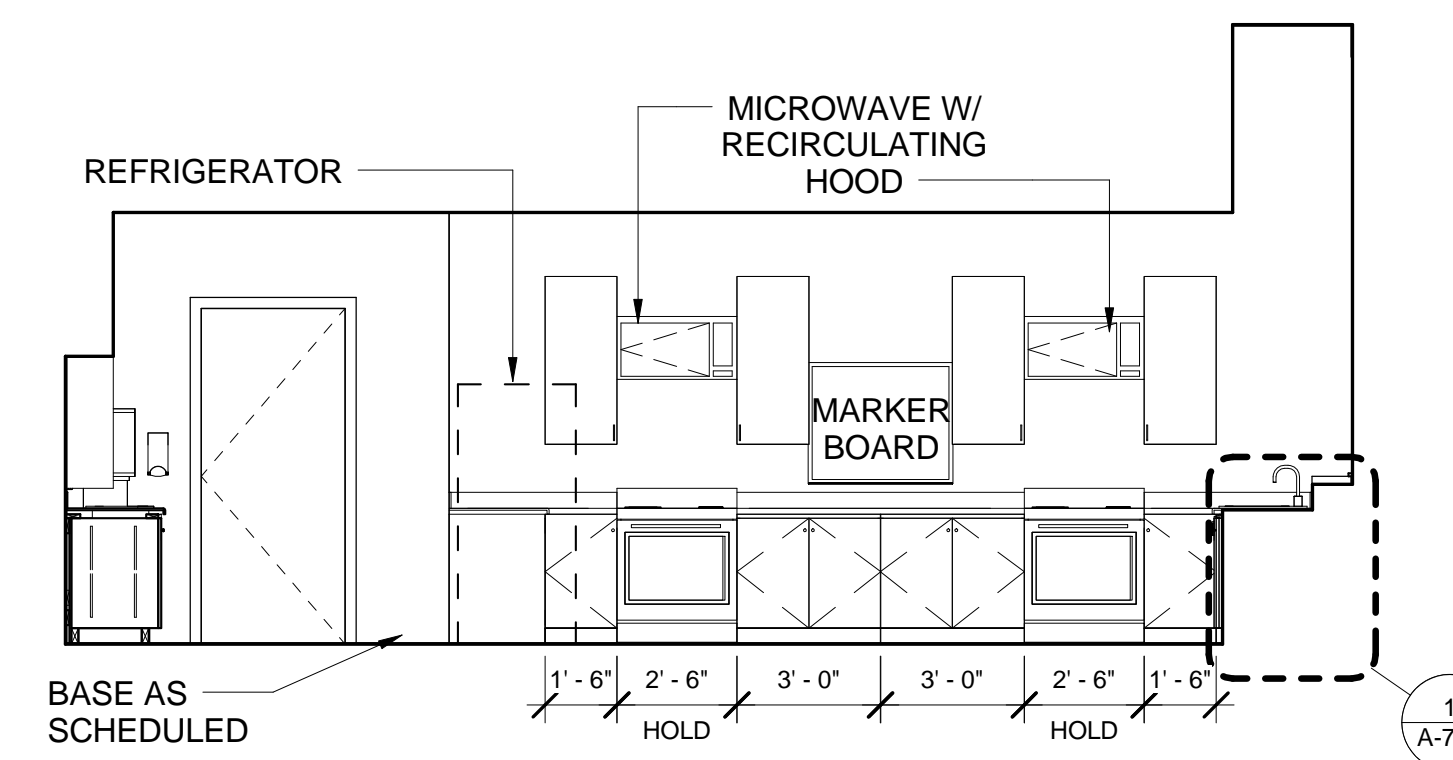 MICROWAVE W/
RECIRCULATING
HOOD
REFRIGERATOR
MARKER
BOARD
BASE AS
SCHEDULED
1' - 6" 2' - 6" 3' - 0" 3' - 0" 2' - 6" 1' - 6"
HOLD HOLD
1
A-7